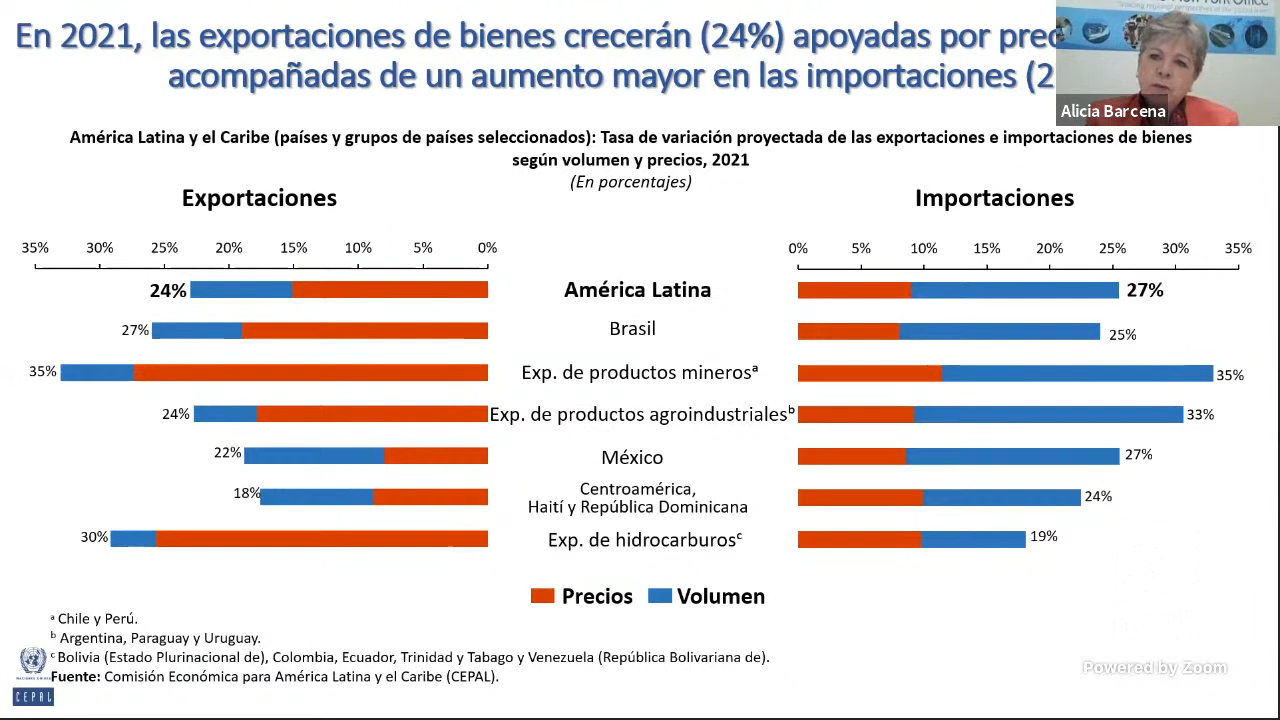 En 2021, las exportaciones de bienes crecerán (24%) apoyadas por
acompañadas de un aumento mayor en las importaciones (2
Alicia Barcena
América Latina y el Caribe (países y grupos de países seleccionados): Tasa de variación proyectada de las exportaciones e importaciones de bienes
según volumen y precios, 2021
(En porcentajes)
Exportaciones
Importaciones
35% 30% 25% 20% 15% 10% 5% 0%
0% 5% 10% 15% 20% 25% 30% 35%
24% América Latina 27%
27% Brasil 25%
35% Exp. de productos minerosᵃ 35%
24% Exp. de productos agroindustrialesᵇ 33%
22% México 27%
18% Centroamérica, 24%
Haití y República Dominicana
30% Exp. de hidrocarburosᶜ 19%
Precios Volumen
ᵃ Chile y Perú.
ᵇ Argentina, Paraguay y Uruguay.
ᶜ Bolivia (Estado Plurinacional de), Colombia, Ecuador, Trinidad y Tabago y Venezuela (República Bolivariana de).
Fuente: Comisión Económica para América Latina y el Caribe (CEPAL).
NACIONES UNIDAS
CEPAL
Powered by Zoom